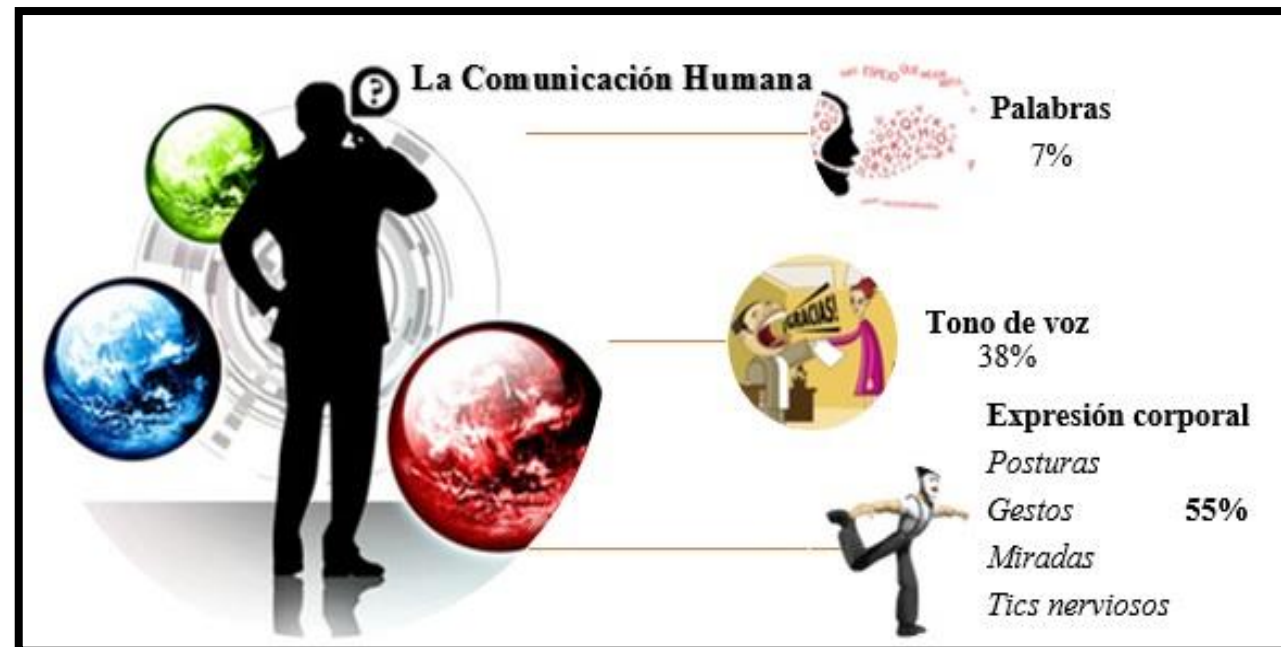 La Comunicación Humana
?
Palabras
7%
¡GRACIAS!
Tono de voz
38%
Expresión corporal
Posturas
Gestos 55%
Miradas
Tics nerviosos